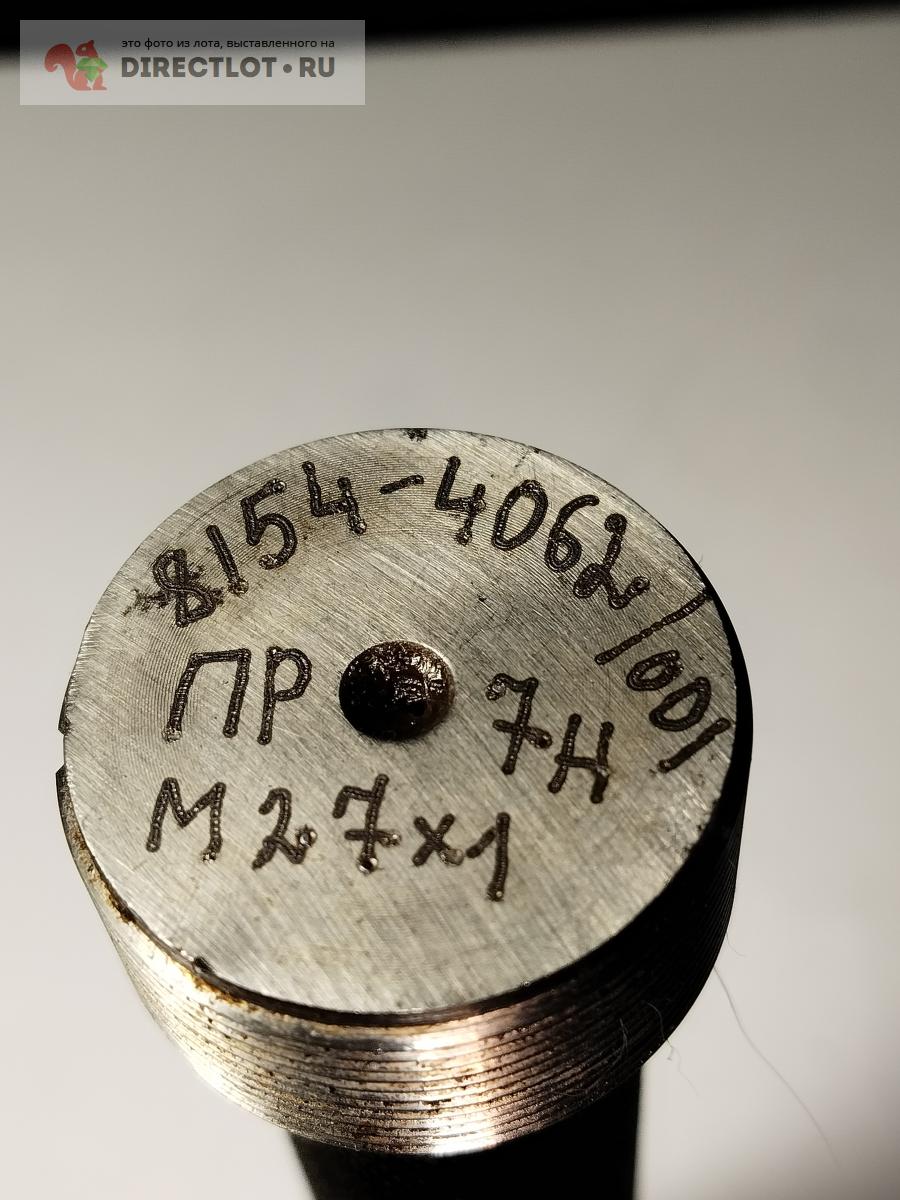 это фото из лота, выставленного на
DIRECTLOT•RU
8154-4062/001
ПР 7Н
М27х1